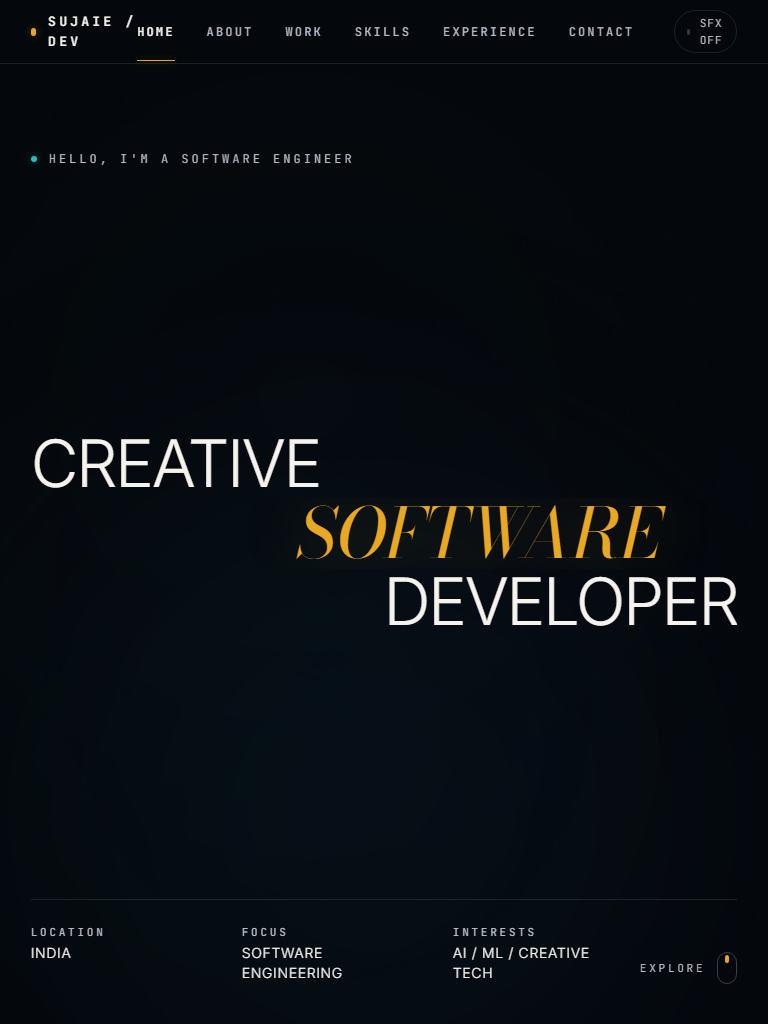 SUJAIE /
DEV
HOME ABOUT WORK SKILLS EXPERIENCE CONTACT
SFX
OFF
HELLO, I'M A SOFTWARE ENGINEER
CREATIVE
SOFTWARE
DEVELOPER
LOCATION
INDIA
FOCUS
SOFTWARE
ENGINEERING
INTERESTS
AI / ML / CREATIVE
TECH
EXPLORE